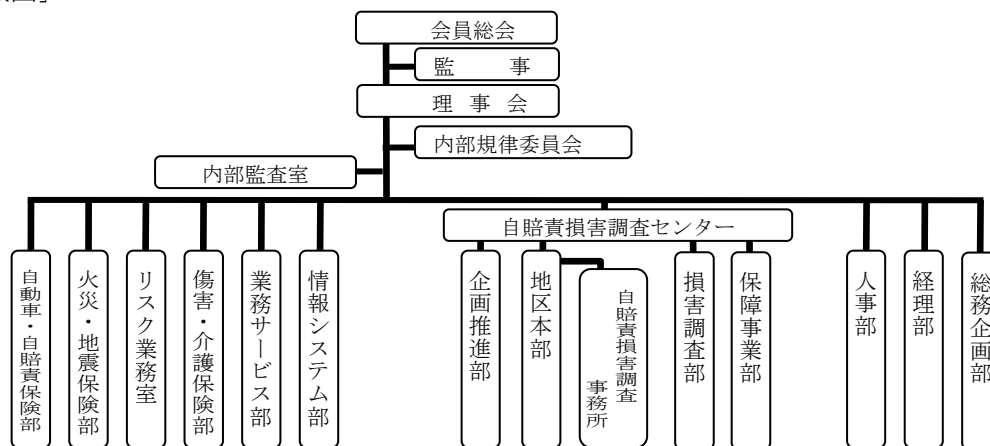 会員総会
監　　事
理　事　会
内部規律委員会
内部監査室
自賠責損害調査センター
自動車・自賠責保険部
火災・地震保険部
リスク業務室
傷害・介護保険部
業務サービス部
情報システム部
企画推進部
地区本部
自賠責損害調査
事務所
損害調査部
保障事業部
人事部
経理部
総務企画部